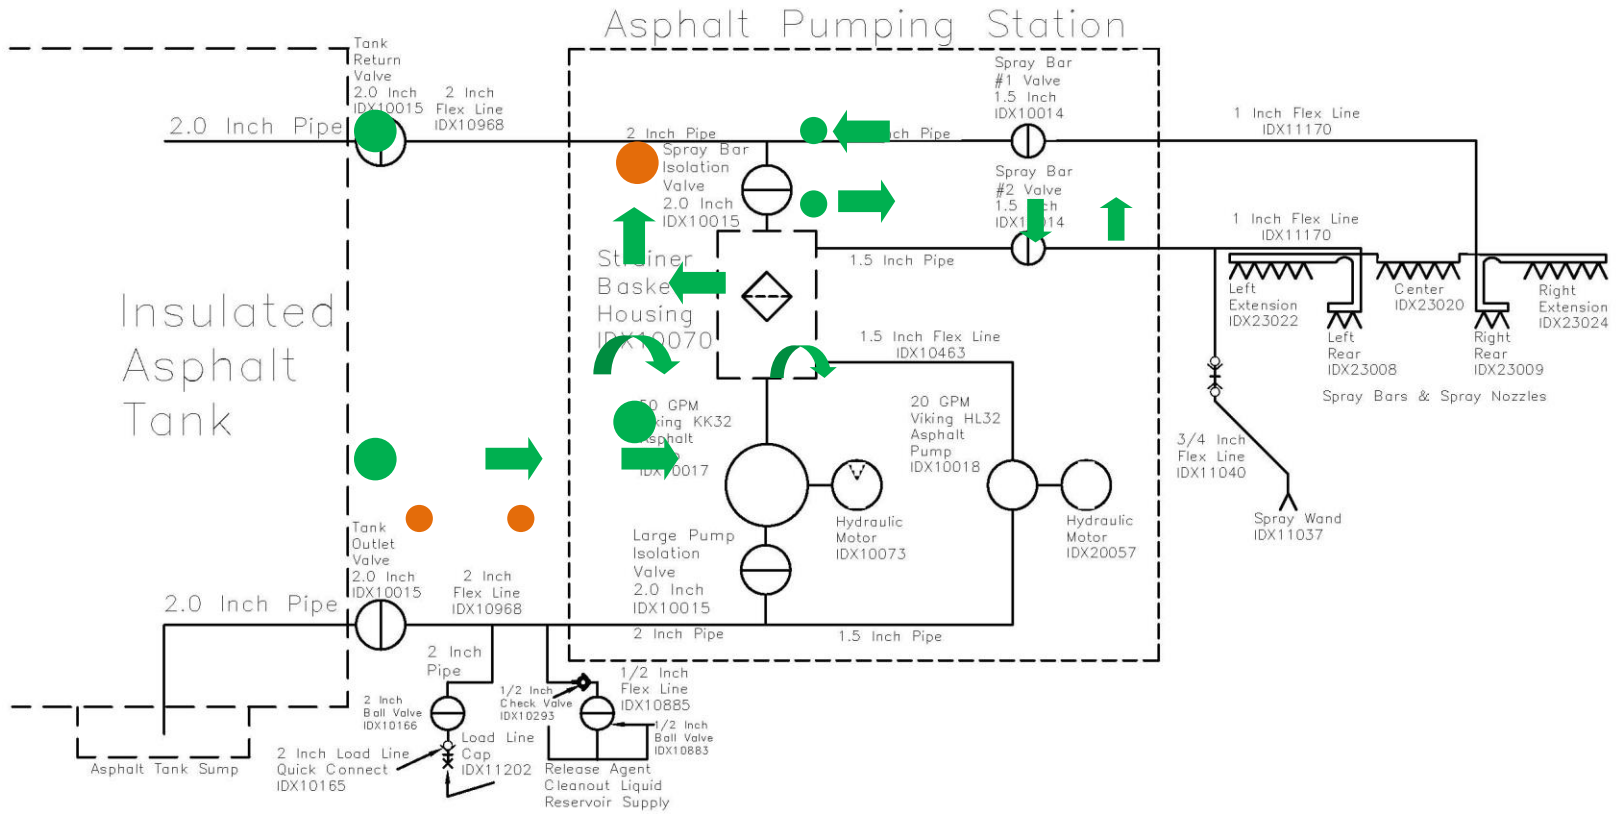 Asphalt Pumping Station
Tank
Return
Valve
2.0 Inch
IDX10015
2 Inch
Flex Line
IDX10968
2.0 Inch Pipe
2 Inch Pipe
Spray Bar
Isolation
Valve
2.0 Inch
IDX10015
Pipe
Spray Bar
#1 Valve
1.5 Inch
IDX10014
1 Inch Flex Line
IDX11170
Spray Bar
#2 Valve
1.5
1 Inch Flex Line
IDX11170
1.5 Inch Pipe
Housing
Insulated
Asphalt
Tank
Left
Extension
IDX23022
Center
IDX23020
Right
Extension
IDX23024
Left
Rear
IDX23008
Right
Rear
IDX23009
Spray Bars & Spray Nozzles
1.5 Inch Flex Line
IDX10463
GPM
KK32
20 GPM
Viking HL32
Asphalt
Pump
IDX10018
3/4 Inch
Flex Line
IDX11040
Spray Wand
IDX11037
Hydraulic
Motor
IDX10073
Hydraulic
Motor
IDX20057
Tank
Outlet
Valve
2.0 Inch
IDX10015
2 Inch
Flex Line
IDX10968
2.0 Inch Pipe
Large Pump
Isolation
Valve
2.0 Inch
IDX10015
2 Inch Pipe
1.5 Inch Pipe
2 Inch
Pipe
2 Inch
Ball Valve
IDX10166
1/2 Inch
Check Valve
IDX10293
1/2 Inch
Flex Line
IDX10885
1/2 Inch
Ball Valve
IDX10883
Asphalt Tank Sump
2 Inch Load Line
Quick Connect
IDX10165
Load Line
Cap
IDX11202
Release Agent
Cleanout Liquid
Reservoir Supply